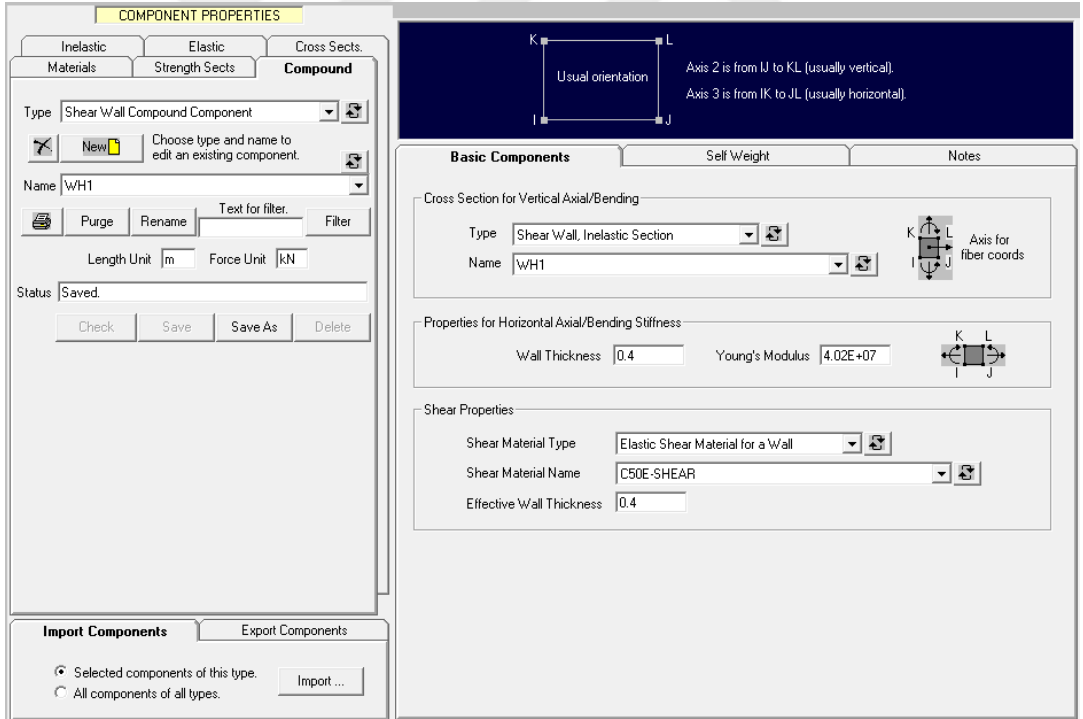 COMPONENT PROPERTIES
Inelastic Elastic Cross Sects.
Materials Strength Sects Compound
Type Shear Wall Compound Component
New Choose type and name to
edit an existing component.
Name WH1
Text for filter.
Purge Rename Filter
Length Unit m Force Unit kN
Status Saved.
Check Save Save As Delete
Import Components Export Components
Selected components of this type.
All components of all types.
Import ...
K L
Usual orientation
I J
Axis 2 is from IJ to KL (usually vertical).
Axis 3 is from IK to JL (usually horizontal).
Basic Components Self Weight Notes
Cross Section for Vertical Axial/Bending
Type Shear Wall, Inelastic Section
Name WH1
K L
I J
Axis for
fiber coords
Properties for Horizontal Axial/Bending Stiffness
Wall Thickness 0.4 Young's Modulus 4.02E+07
K L
I J
Shear Properties
Shear Material Type Elastic Shear Material for a Wall
Shear Material Name C50E-SHEAR
Effective Wall Thickness 0.4